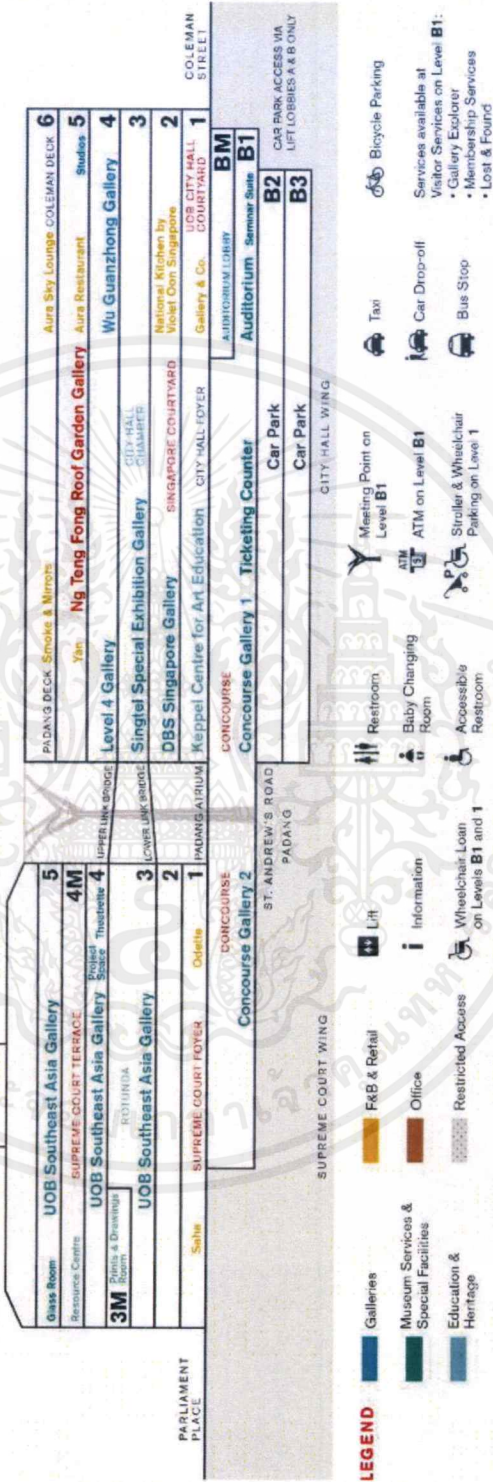 PADANG DECK Smoke & Mirrors Aura Sky Lounge COLEMAN DECK 6
Glass Room UOB Southeast Asia Gallery 5
Yan Ng Teng Fong Roof Garden Gallery Aura Restaurant Studios 5
Resource Centre SUPREME COURT TERRACE 4M
UOB Southeast Asia Gallery Project Space Theatrette 4
UPPER LINK BRIDGE
Level 4 Gallery Wu Guanzhong Gallery 4
3M Prints & Drawings Room
ROTUNDA
UOB Southeast Asia Gallery 3
LOWER LINK BRIDGE
Singtel Special Exhibition Gallery CITY HALL CHAMBER 3
2
DBS Singapore Gallery National Kitchen by Violet Oon Singapore 2
SINGAPORE COURTYARD
PARLIAMENT PLACE
Saha SUPREME COURT FOYER Odette 1
PADANG ATRIUM
Keppel Centre for Art Education CITY HALL FOYER Gallery & Co. UOB CITY HALL COURTYARD 1
COLEMAN STREET
CONCOURSE
Concourse Gallery 2
CONCOURSE
Concourse Gallery 1 Ticketing Counter
AUDITORIUM LOBBY BM
Auditorium Seminar Suite B1
ST. ANDREW'S ROAD
PADANG
Car Park B2
Car Park B3
CAR PARK ACCESS VIA
LIFT LOBBIES A & B ONLY
SUPREME COURT WING
CITY HALL WING
LEGEND
Galleries
Museum Services & Special Facilities
Education & Heritage
F&B & Retail
Office
Restricted Access
Lift
Information
Wheelchair Loan on Levels B1 and 1
Restroom
Baby Changing Room
Accessible Restroom
Meeting Point on Level B1
ATM
ATM on Level B1
P
Stroller & Wheelchair Parking on Level 1
Taxi
Car Drop-off
Bus Stop
Bicycle Parking
Services available at
Visitor Services on Level B1:
• Gallery Explorer
• Membership Services
• Lost & Found